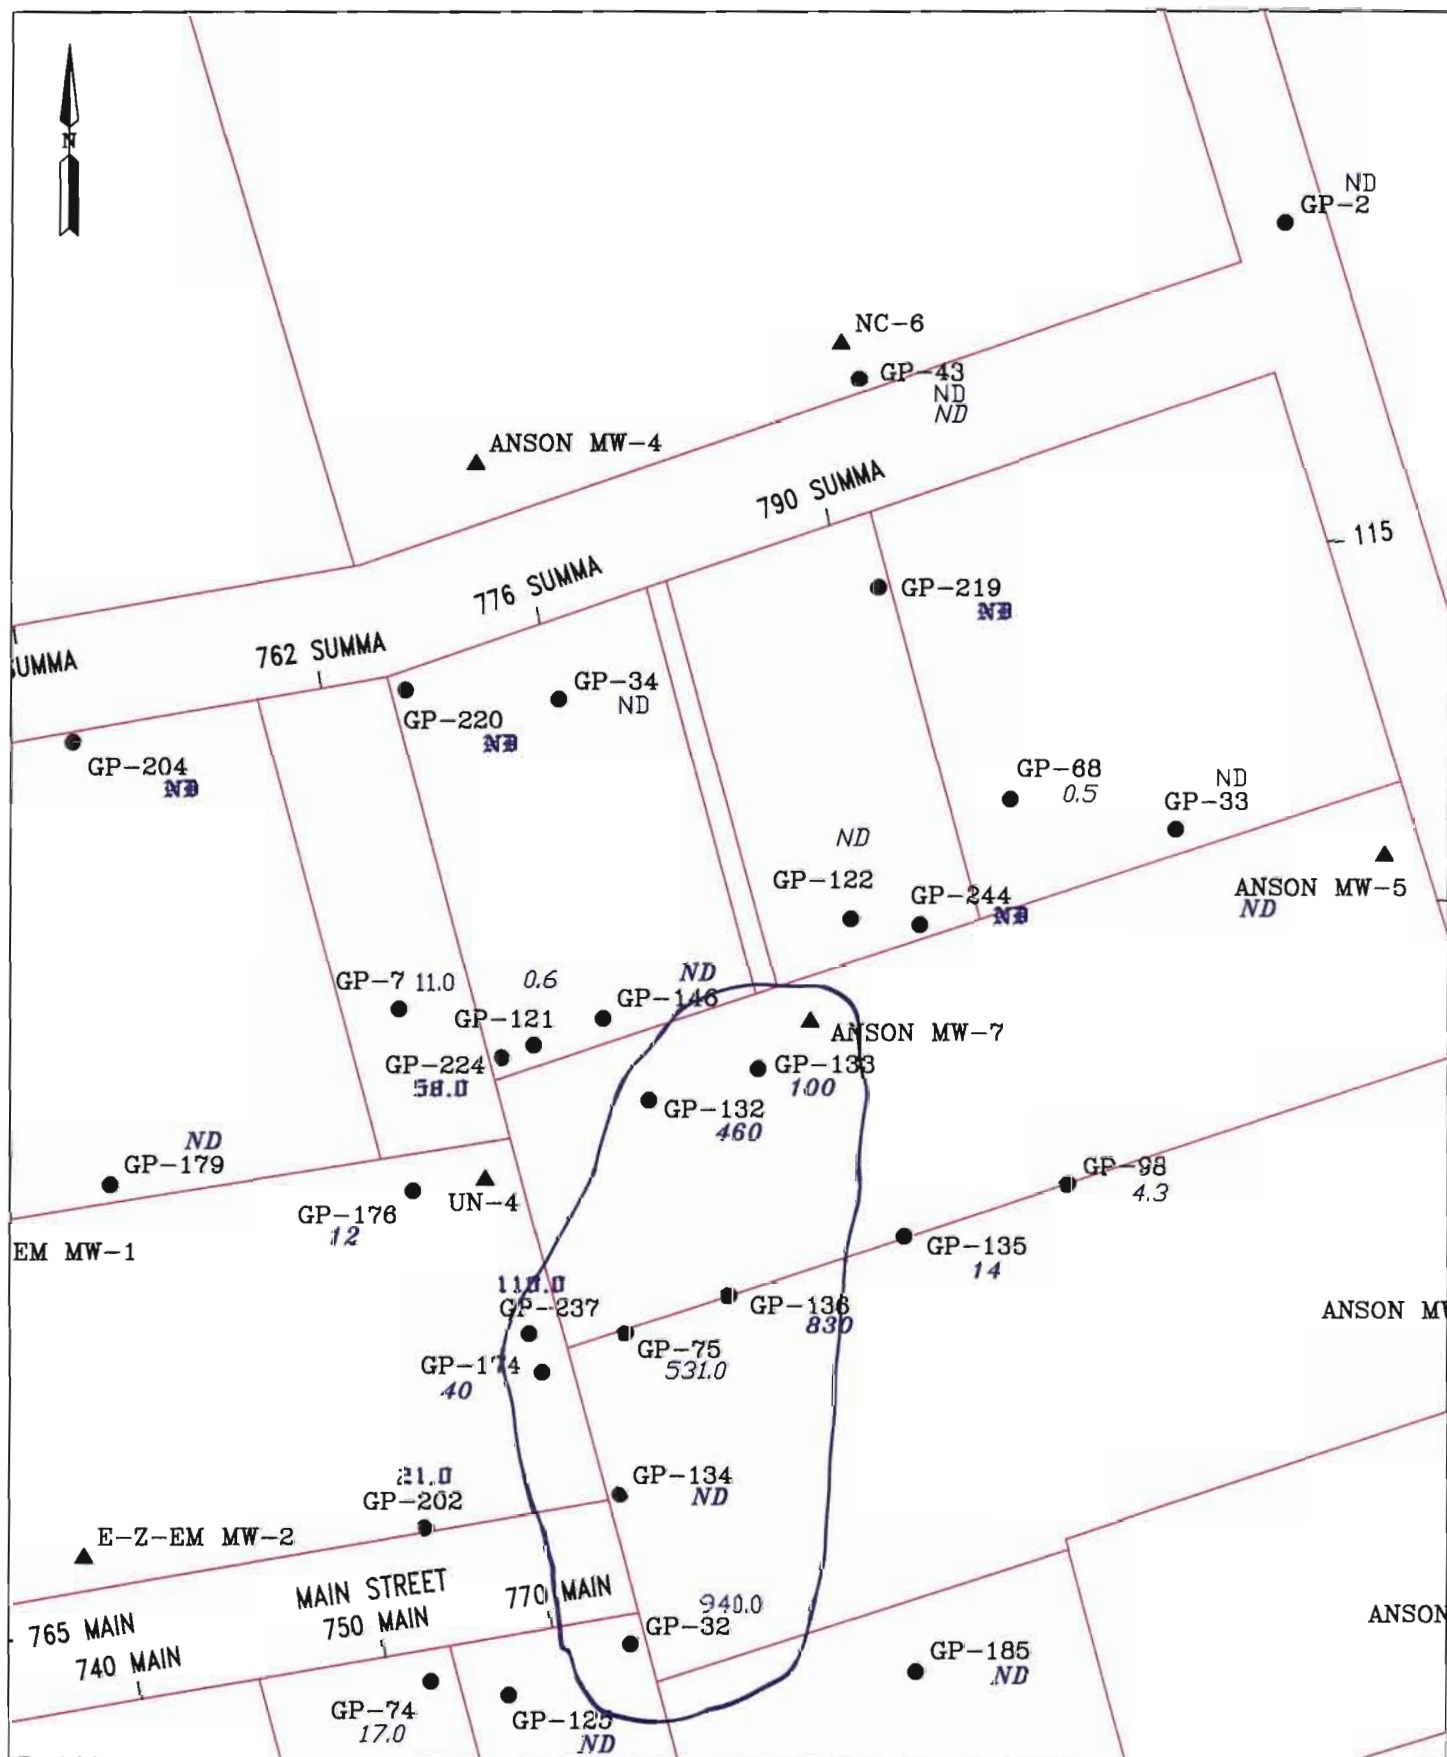 N
ND
GP-2
NC-6
GP-43
ND
ND
ANSON MW-4
790 SUMMA
115
776 SUMMA
GP-219
ND
762 SUMMA
SUMMA
GP-34
ND
GP-220
ND
GP-204
ND
GP-68
0.5
ND
GP-33
ND
GP-122
GP-244
ND
ANSON MW-5
ND
GP-7 11.0
0.6
ND
GP-146
GP-121
GP-224
58.0
ANSON MW-7
GP-133
100
GP-132
460
ND
GP-179
GP-176
12
UN-4
GP-98
4.3
EM MW-1
GP-135
14
110.0
GP-237
GP-136
830
ANSON MW
GP-75
531.0
GP-174
40
21.0
GP-202
GP-134
ND
E-Z-EM MW-2
MAIN STREET
770 MAIN
750 MAIN
765 MAIN
740 MAIN
940.0
GP-32
ANSON
GP-185
ND
GP-74
17.0
GP-125
ND